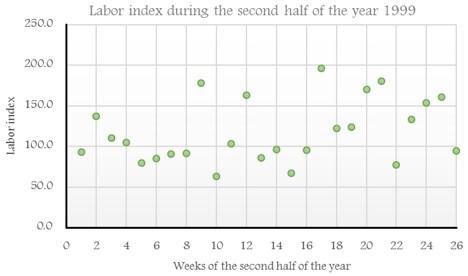 Labor index during the second half of the year 1999
250.0
200.0
150.0
100.0
50.0
0.0
Labor index
0 2 4 6 8 10 12 14 16 18 20 22 24 26
Weeks of the second half of the year